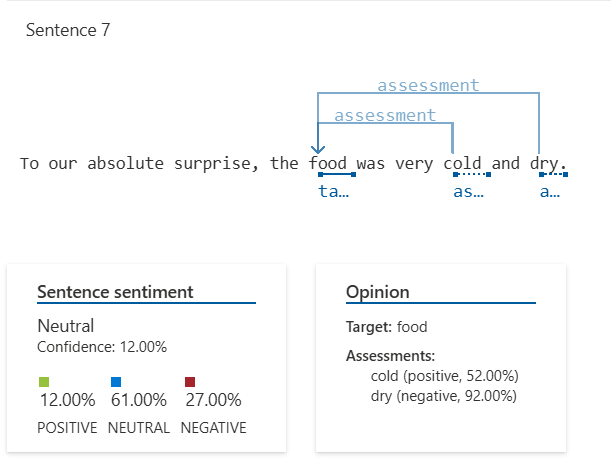 Sentence 7
assessment
assessment
To our absolute surprise, the food was very cold and dry.
ta... as... a...
Sentence sentiment
Neutral
Confidence: 12.00%
12.00% 61.00% 27.00%
POSITIVE NEUTRAL NEGATIVE
Opinion
Target: food
Assessments:
cold (positive, 52.00%)
dry (negative, 92.00%)